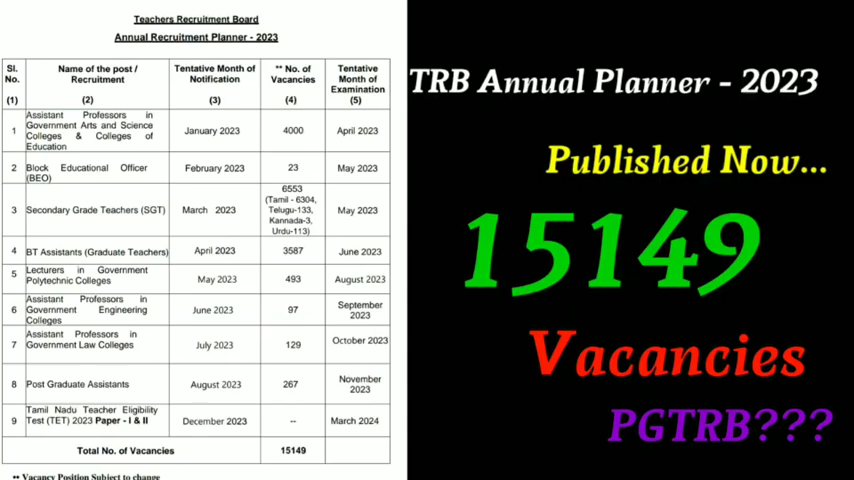 Teachers Recruitment Board
Annual Recruitment Planner - 2023
Sl. No. (1) Name of the post / Recruitment (2) Tentative Month of Notification (3) ** No. of Vacancies (4) Tentative Month of Examination (5)
1 Assistant Professors in Government Arts and Science Colleges & Colleges of Education January 2023 4000 April 2023
2 Block Educational Officer (BEO) February 2023 23 May 2023
3 Secondary Grade Teachers (SGT) March 2023 6553 (Tamil - 6304, Telugu-133, Kannada-3, Urdu-113) May 2023
4 BT Assistants (Graduate Teachers) April 2023 3587 June 2023
5 Lecturers in Government Polytechnic Colleges May 2023 493 August 2023
6 Assistant Professors in Government Engineering Colleges June 2023 97 September 2023
7 Assistant Professors in Government Law Colleges July 2023 129 October 2023
8 Post Graduate Assistants August 2023 267 November 2023
9 Tamil Nadu Teacher Eligibility Test (TET) 2023 Paper - I & II December 2023 -- March 2024
Total No. of Vacancies 15149
** Vacancy Position Subject to change
TRB Annual Planner - 2023
Published Now...
15149
Vacancies
PGTRB???